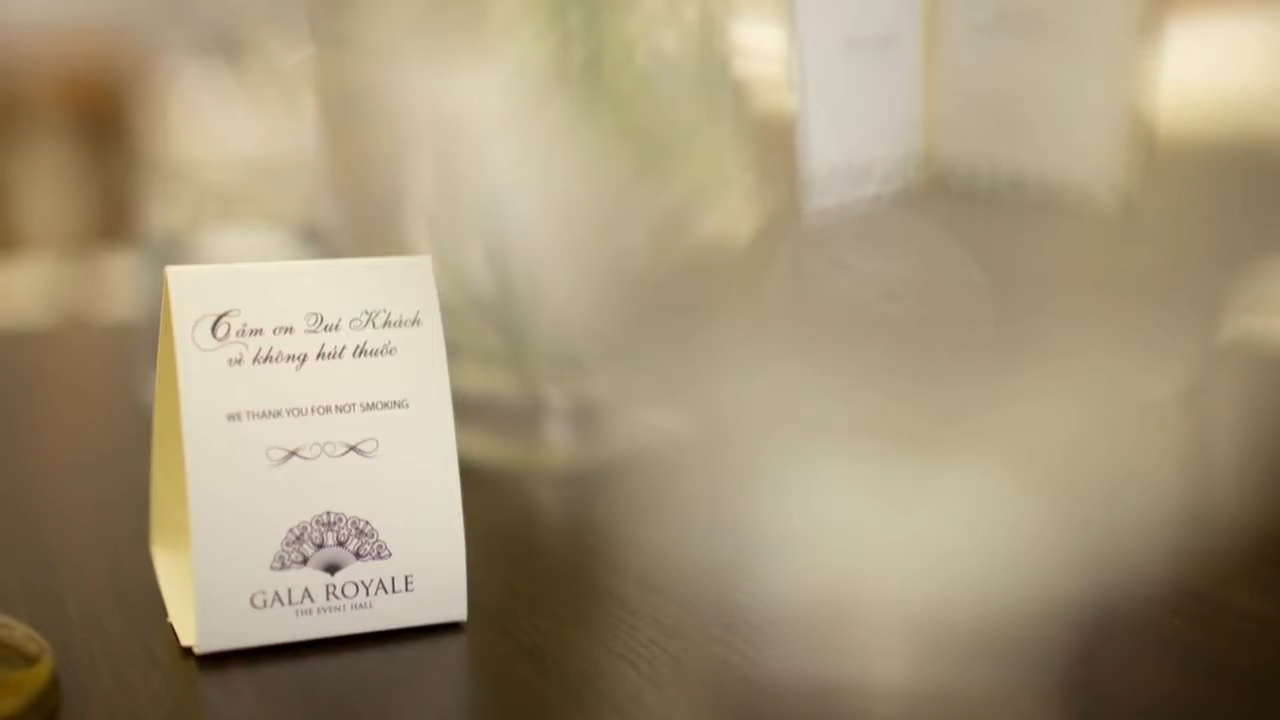 Cảm ơn Quí Khách
vì không hút thuốc
WE THANK YOU FOR NOT SMOKING
GALA ROYALE
THE EVENT HALL